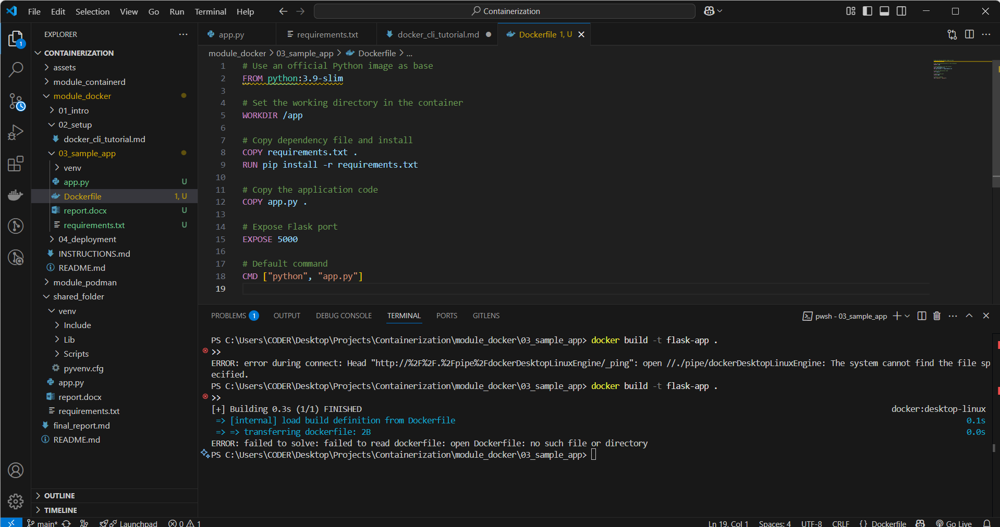 File Edit Selection View Go Run Terminal Help
Containerization
EXPLORER
1
CONTAINERIZATION
assets
module_containerd
module_docker
01_intro
02_setup
docker_cli_tutorial.md
03_sample_app
venv
app.py U
Dockerfile 1, U
report.docx U
requirements.txt U
04_deployment
INSTRUCTIONS.md
README.md
module_podman
shared_folder
venv
Include
Lib
Scripts
pyvenv.cfg
app.py
report.docx
requirements.txt
final_report.md
README.md
OUTLINE
TIMELINE
app.py requirements.txt docker_cli_tutorial.md Dockerfile 1, U
module_docker > 03_sample_app > Dockerfile > ...
1 # Use an official Python image as base
2 FROM python:3.9-slim
3
4 # Set the working directory in the container
5 WORKDIR /app
6
7 # Copy dependency file and install
8 COPY requirements.txt .
9 RUN pip install -r requirements.txt
10
11 # Copy the application code
12 COPY app.py .
13
14 # Expose Flask port
15 EXPOSE 5000
16
17 # Default command
18 CMD ["python", "app.py"]
19
PROBLEMS 1 OUTPUT DEBUG CONSOLE TERMINAL PORTS GITLENS
pwsh - 03_sample_app
PS C:\Users\CODER\Desktop\Projects\Containerization\module_docker\03_sample_app> docker build -t flask-app .
>>
ERROR: error during connect: Head "http://%2F%2F.%2Fpipe%2FdockerDesktopLinuxEngine/_ping": open //./pipe/dockerDesktopLinuxEngine: The system cannot find the file sp
ecified.
PS C:\Users\CODER\Desktop\Projects\Containerization\module_docker\03_sample_app> docker build -t flask-app .
>>
[+] Building 0.3s (1/1) FINISHED docker:desktop-linux
=> [internal] load build definition from Dockerfile 0.1s
=> => transferring dockerfile: 2B 0.0s
ERROR: failed to solve: failed to read dockerfile: open Dockerfile: no such file or directory
PS C:\Users\CODER\Desktop\Projects\Containerization\module_docker\03_sample_app>
main* Launchpad 0 1 Ln 19, Col 1 Spaces: 4 UTF-8 CRLF {} Dockerfile Go Live